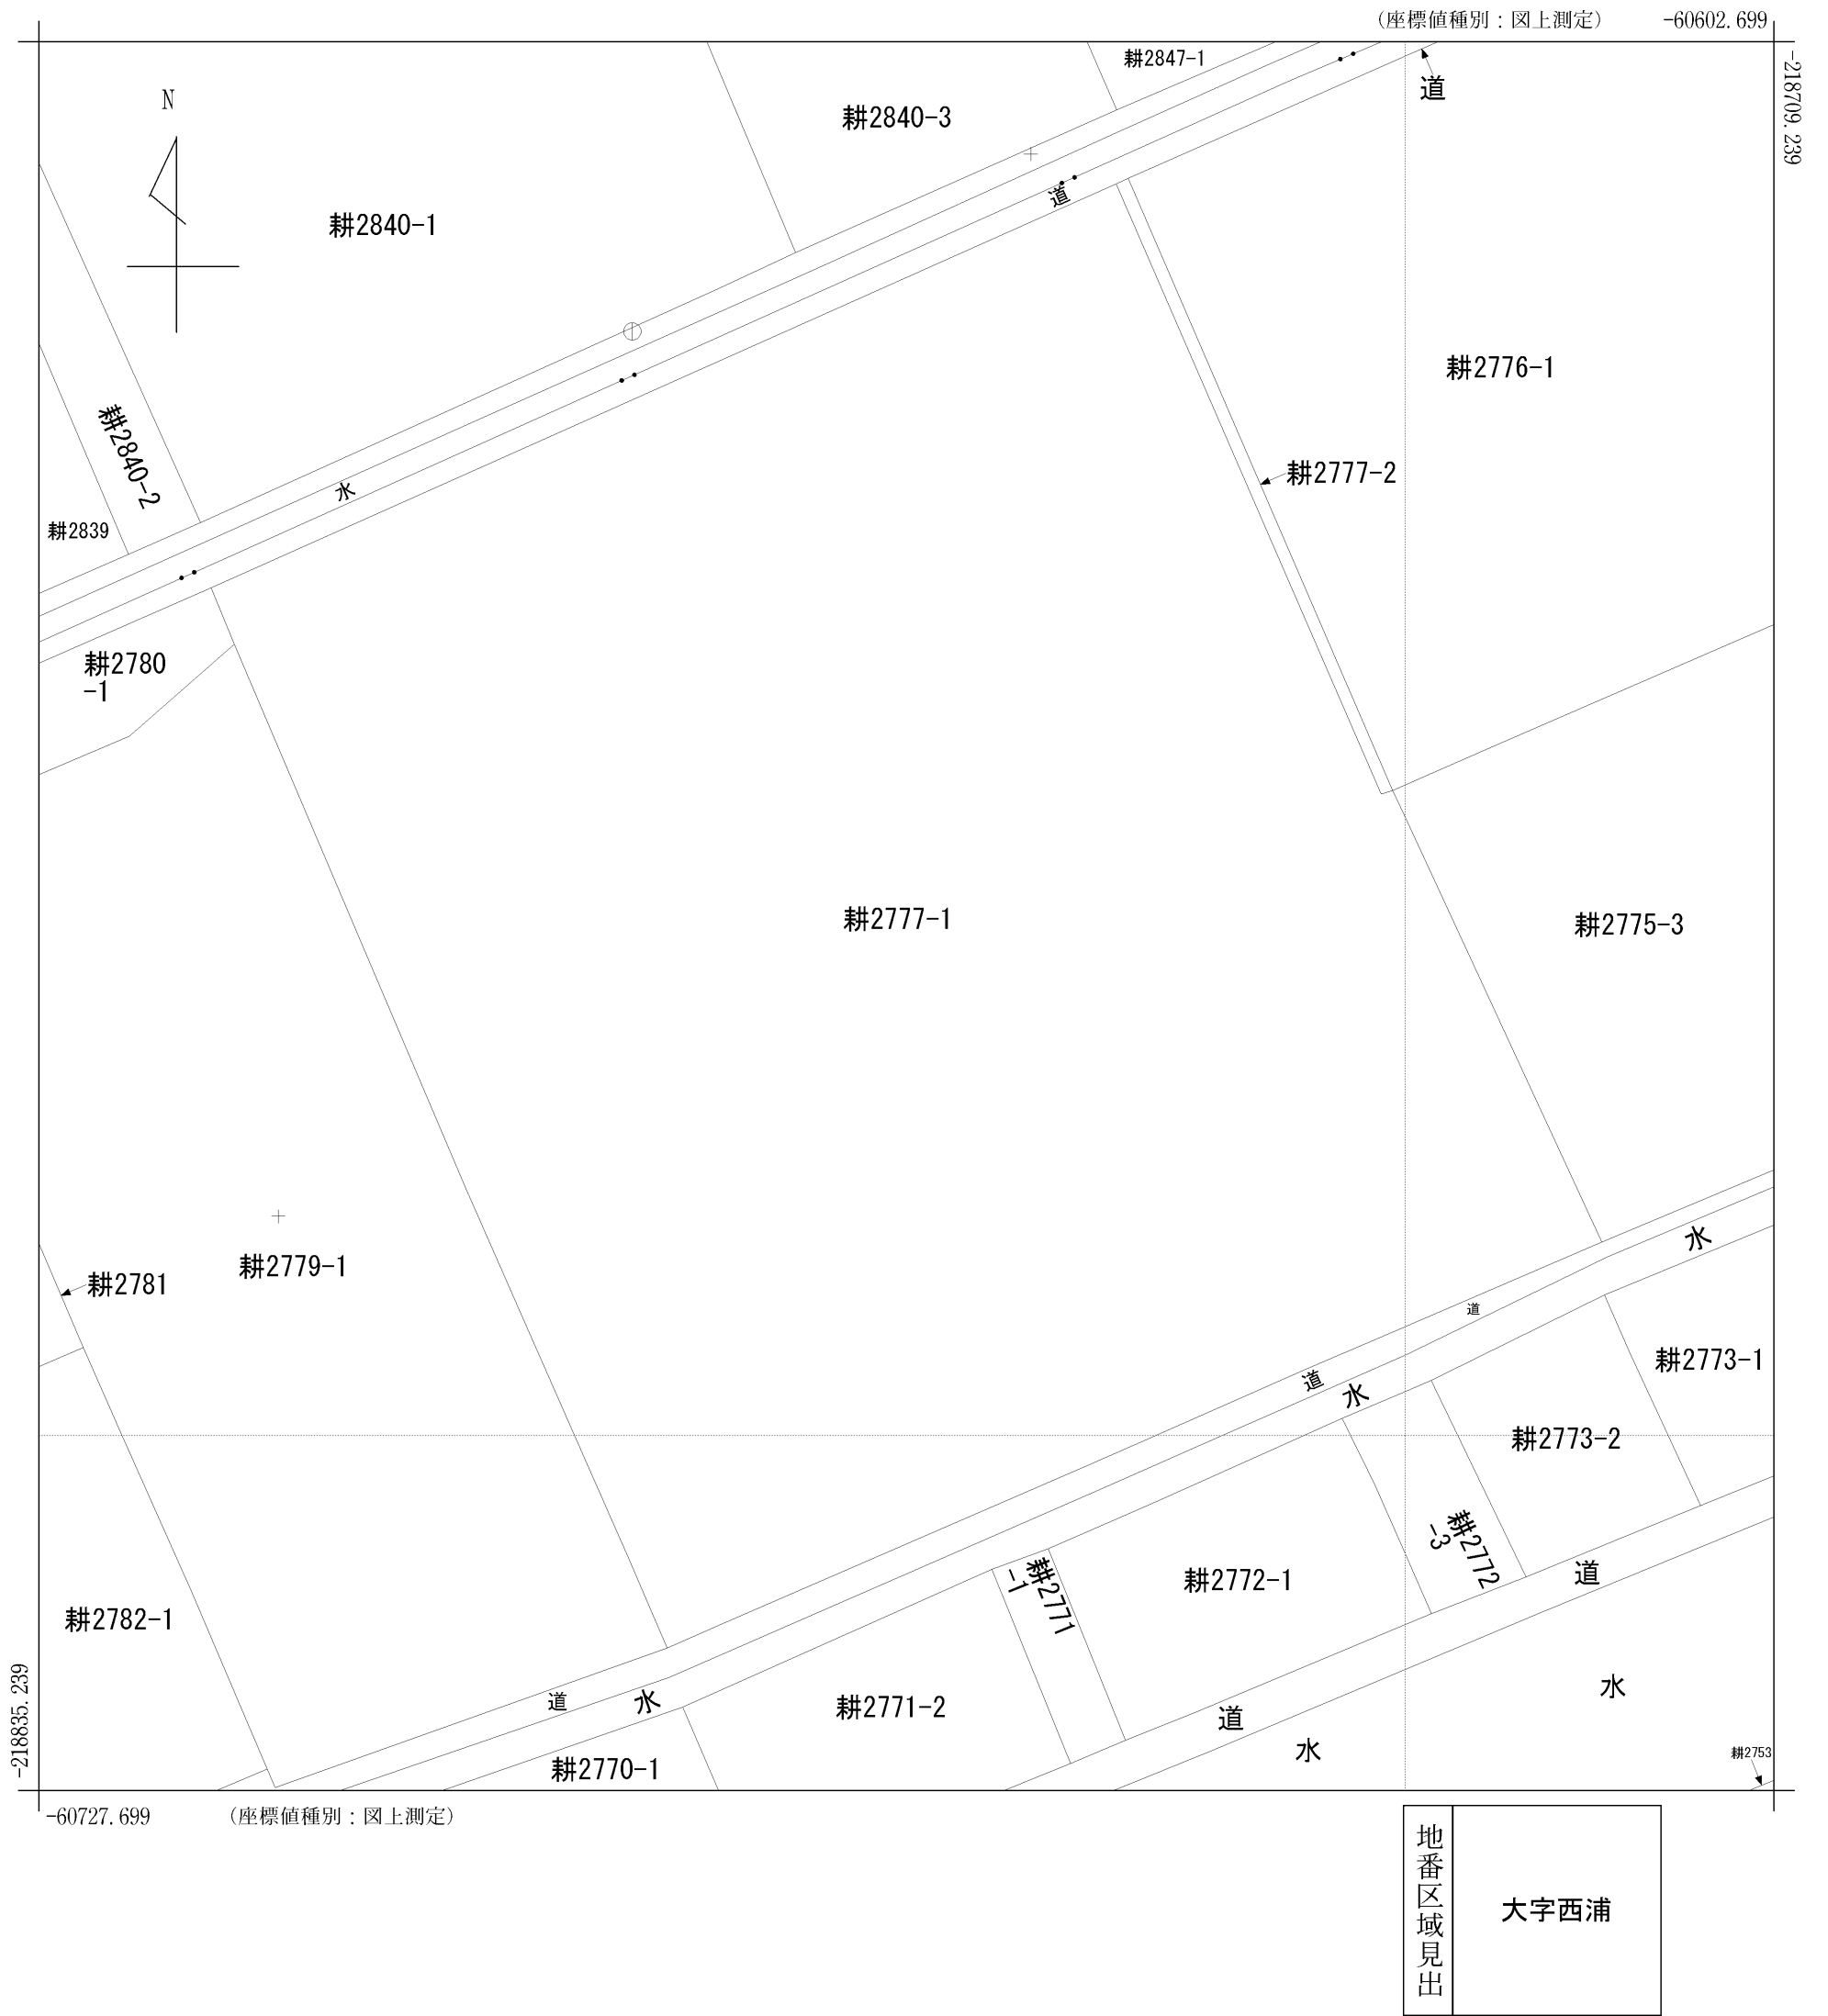 （座標値種別：図上測定） -60602.699
-218709.239
耕2847-1
道
N
耕2840-3
耕2840-1
道
耕2776-1
耕2840-2
耕2777-2
水
耕2839
耕2780
-1
耕2777-1
耕2775-3
水
耕2779-1
耕2781
道
道
水
耕2773-1
耕2773-2
耕2772
-3
耕2771
-1
耕2772-1
道
耕2782-1
道
水
耕2771-2
道
水
水
耕2770-1
耕2753
-218835.239
-60727.699 （座標値種別：図上測定）
地番区域見出
大字西浦